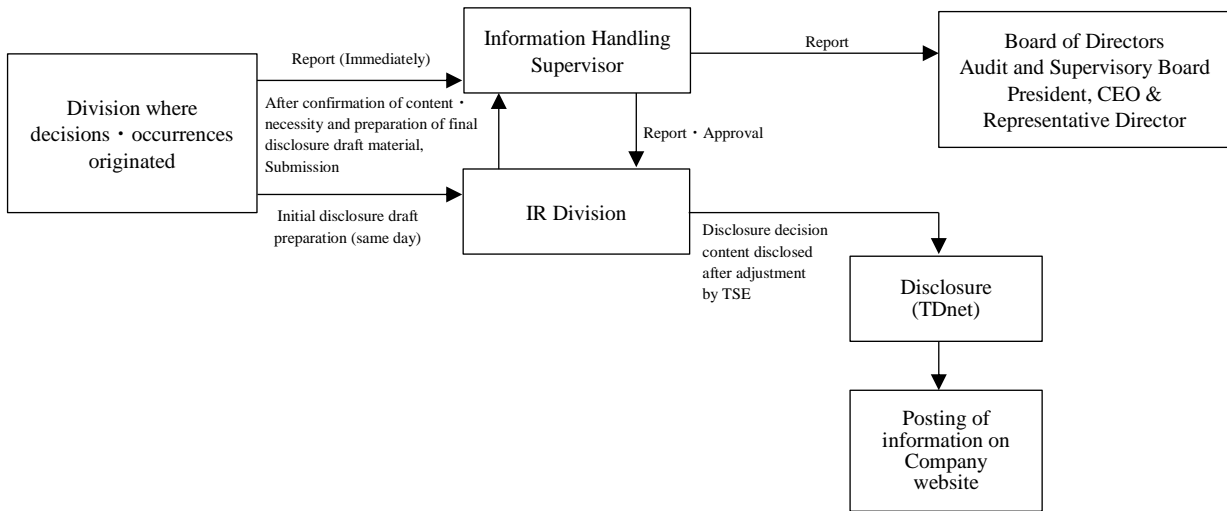 Division where
decisions・occurrences
originated
Report (Immediately)
After confirmation of content・
necessity and preparation of final
disclosure draft material,
Submission
Initial disclosure draft
preparation (same day)
Information Handling
Supervisor
Report・Approval
IR Division
Report
Board of Directors
Audit and Supervisory Board
President, CEO &
Representative Director
Disclosure decision
content disclosed
after adjustment
by TSE
Disclosure
(TDnet)
Posting of
information on
Company
website